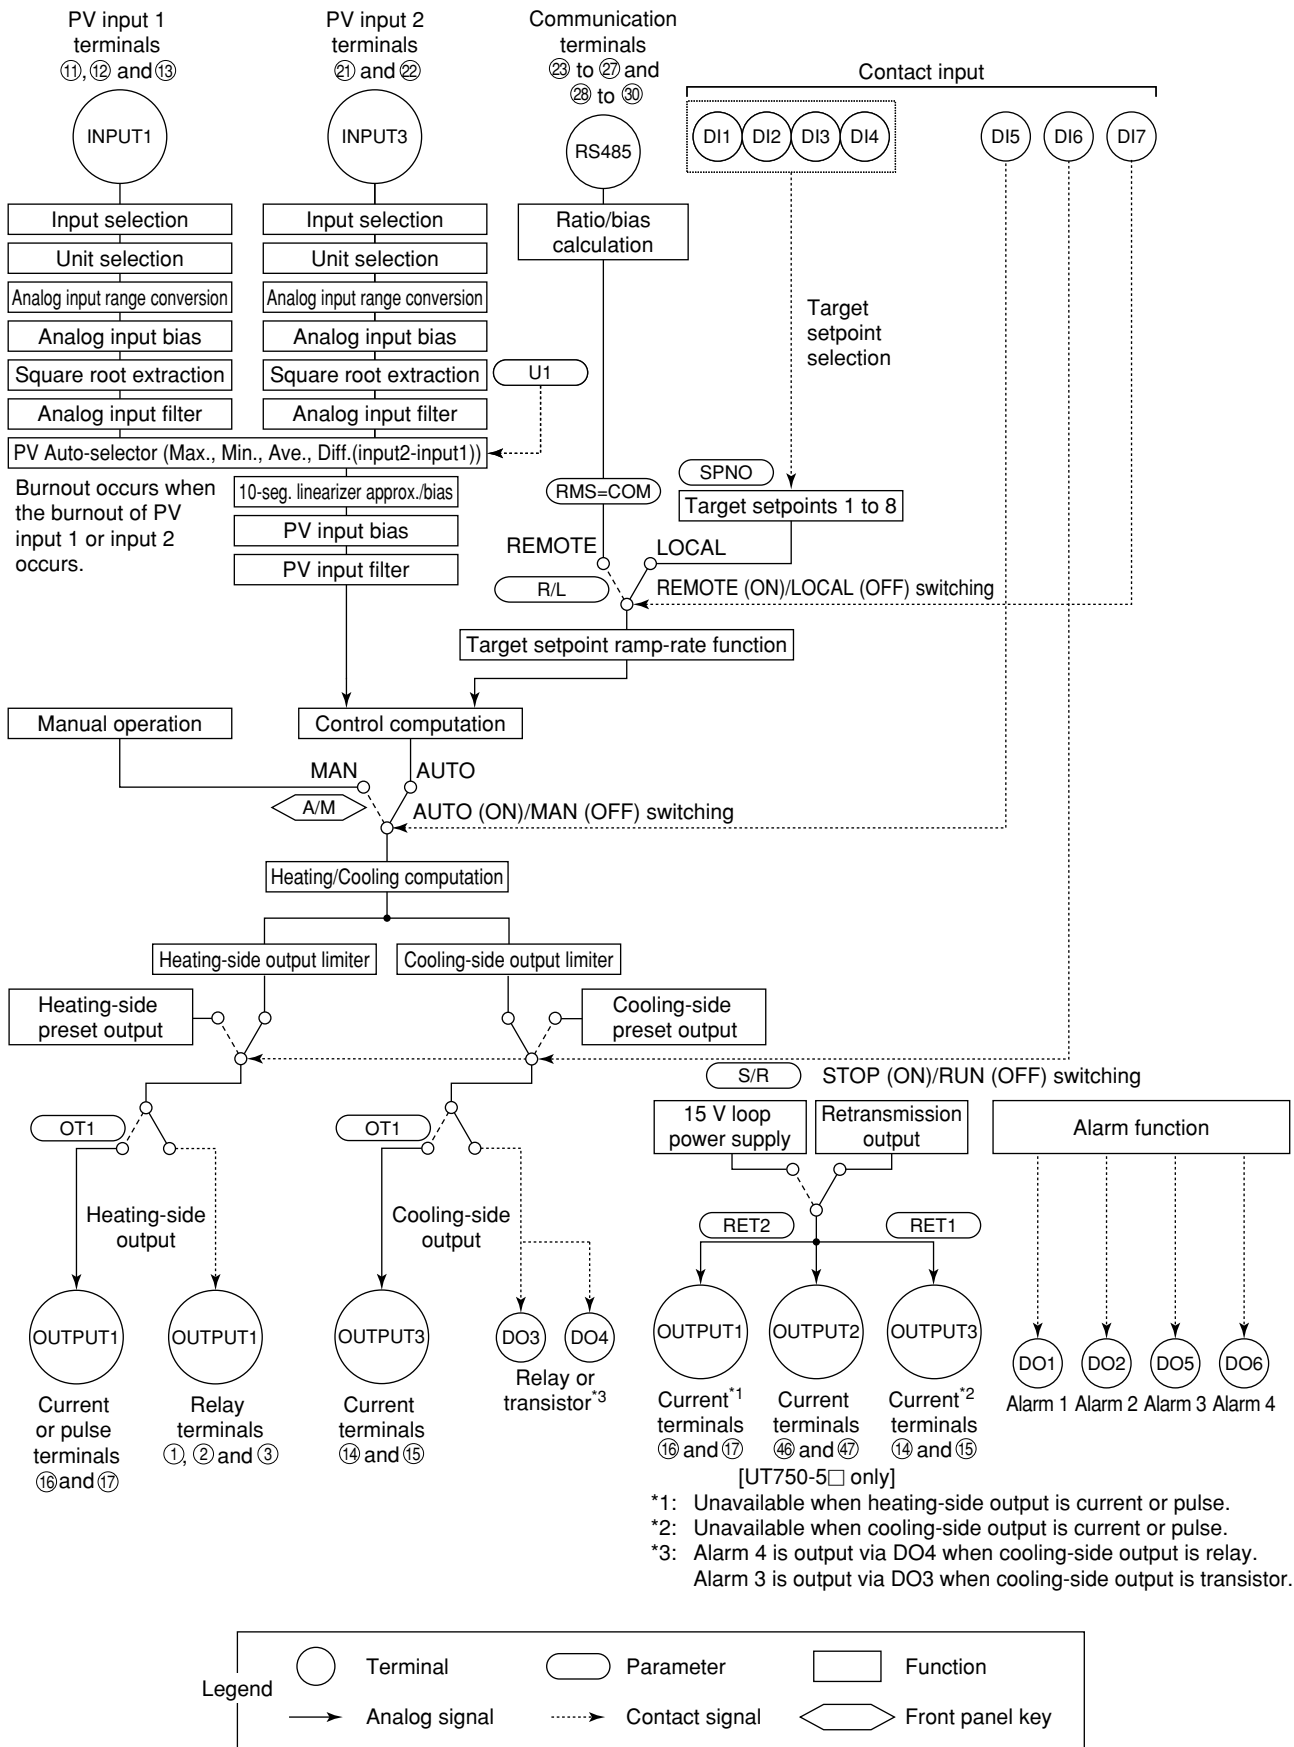 PV input 1
terminals
⑪, ⑫ and ⑬
PV input 2
terminals
㉑ and ㉒
Communication
terminals
㉓ to ㉗ and
㉘ to ㉚
Contact input
INPUT1
INPUT3
RS485
DI1
DI2
DI3
DI4
DI5
DI6
DI7
Input selection
Unit selection
Analog input range conversion
Analog input bias
Square root extraction
Analog input filter
Input selection
Unit selection
Analog input range conversion
Analog input bias
Square root extraction
Analog input filter
Ratio/bias
calculation
Target
setpoint
selection
U1
PV Auto-selector (Max., Min., Ave., Diff.(input2-input1))
Burnout occurs when
the burnout of PV
input 1 or input 2
occurs.
10-seg. linearizer approx./bias
PV input bias
PV input filter
RMS=COM
SPNO
Target setpoints 1 to 8
REMOTE
LOCAL
R/L
REMOTE (ON)/LOCAL (OFF) switching
Target setpoint ramp-rate function
Manual operation
Control computation
MAN
AUTO
A/M
AUTO (ON)/MAN (OFF) switching
Heating/Cooling computation
Heating-side output limiter
Cooling-side output limiter
Heating-side
preset output
Cooling-side
preset output
S/R
STOP (ON)/RUN (OFF) switching
OT1
OT1
15 V loop
power supply
Retransmission
output
Alarm function
Heating-side
output
Cooling-side
output
RET2
RET1
OUTPUT1
OUTPUT1
OUTPUT3
DO3
DO4
OUTPUT1
OUTPUT2
OUTPUT3
DO1
DO2
DO5
DO6
Current
or pulse
terminals
⑯and⑰
Relay
terminals
①, ② and ③
Current
terminals
⑭ and ⑮
Relay or
transistor*3
Current*1
terminals
⑯ and ⑰
Current
terminals
㊻ and ㊼
Current*2
terminals
⑭ and ⑮
Alarm 1
Alarm 2
Alarm 3
Alarm 4
[UT750-5□ only]
*1: Unavailable when heating-side output is current or pulse.
*2: Unavailable when cooling-side output is current or pulse.
*3: Alarm 4 is output via DO4 when cooling-side output is relay.
Alarm 3 is output via DO3 when cooling-side output is transistor.
Legend
Terminal
Parameter
Function
Analog signal
Contact signal
Front panel key